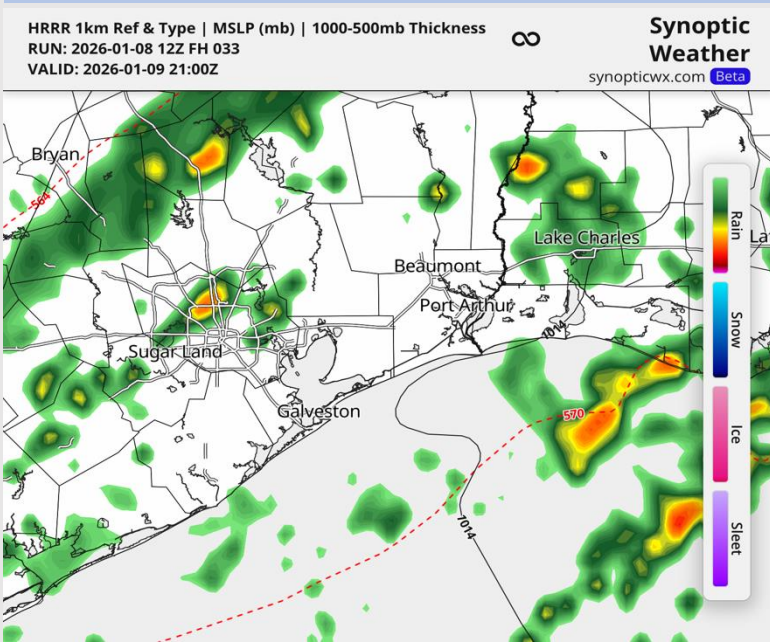 HRRR 1km Ref & Type | MSLP (mb) | 1000-500mb Thickness
RUN: 2026-01-08 12Z FH 033
VALID: 2026-01-09 21:00Z
Synoptic
Weather
synopticwx.com Beta
Bryan
564
Rain
Lake Charles
La
Beaumont
Port Arthur
1014
Snow
Sugar Land
Galveston
570
Ice
1014
Sleet